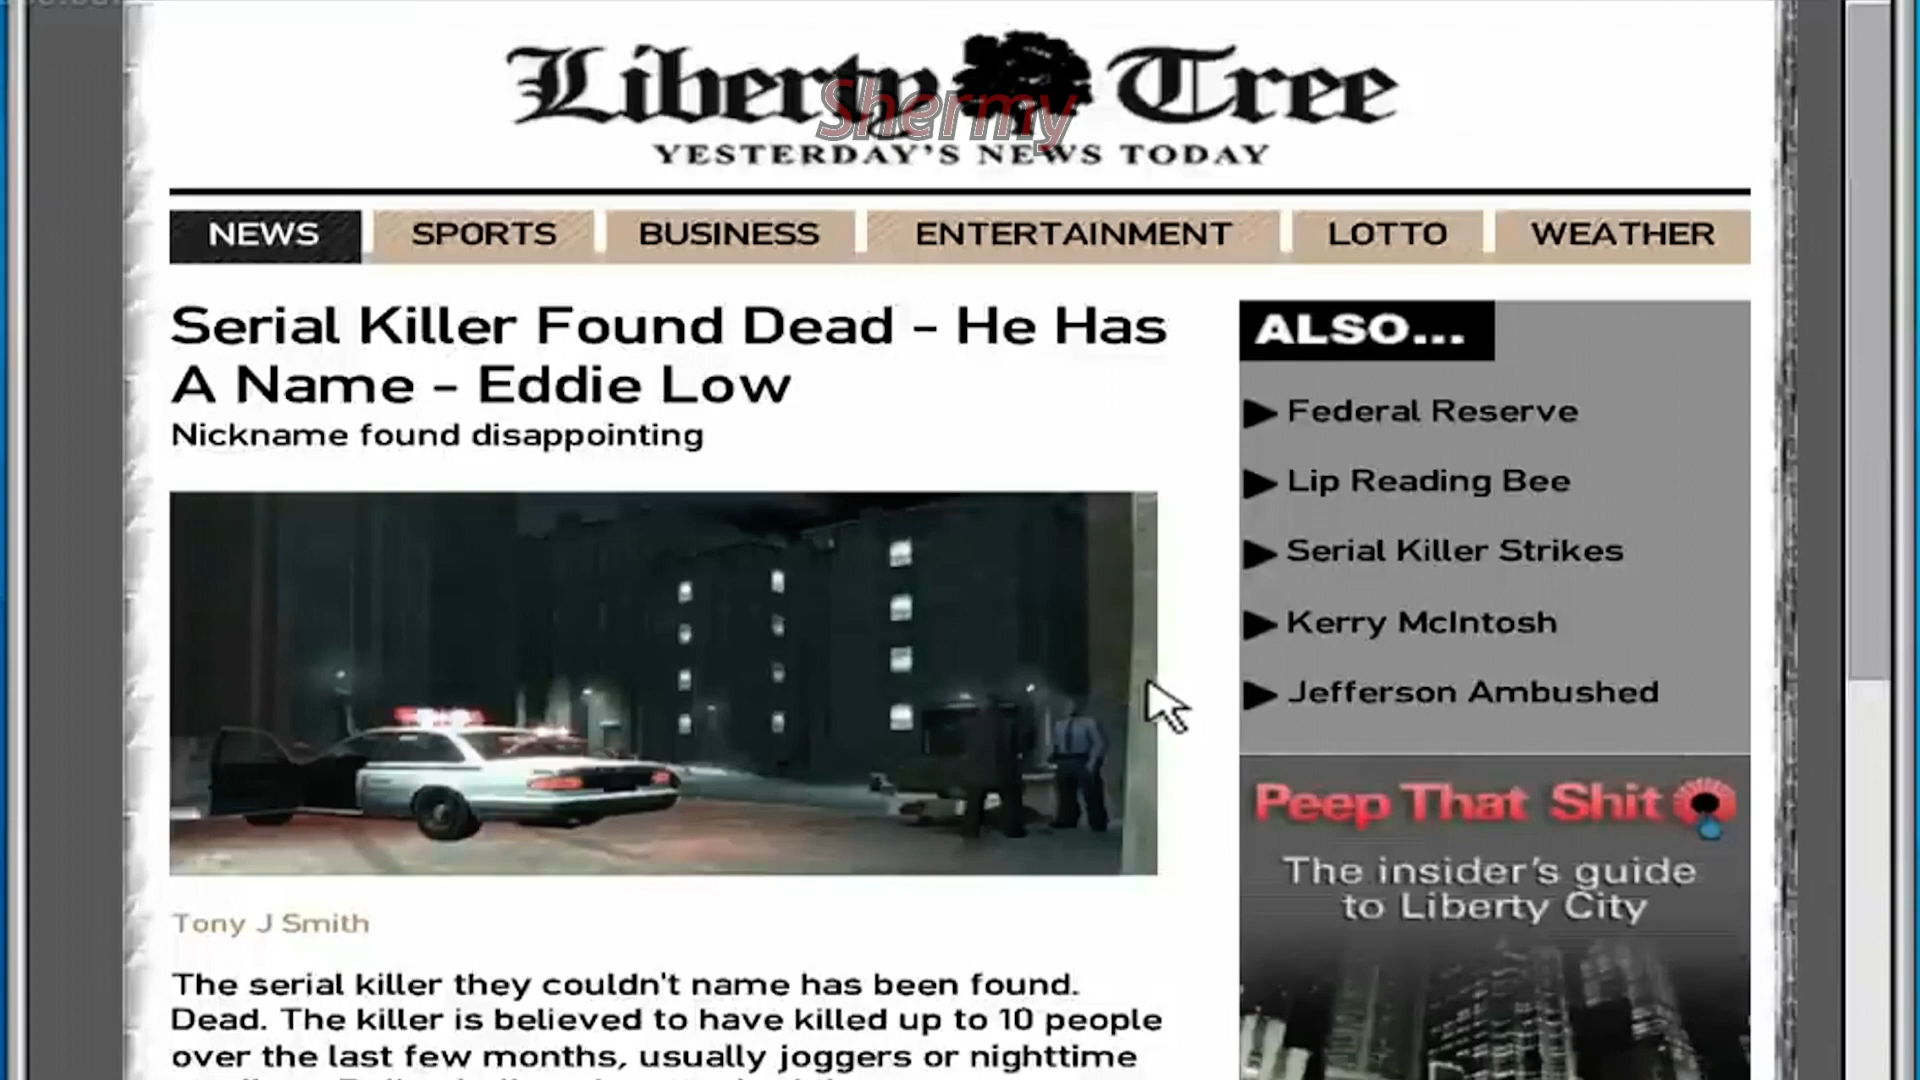 Liberty Tree
Shermy
YESTERDAY'S NEWS TODAY
NEWS SPORTS BUSINESS ENTERTAINMENT LOTTO WEATHER
Serial Killer Found Dead - He Has
A Name - Eddie Low
Nickname found disappointing
Tony J Smith
The serial killer they couldn't name has been found.
Dead. The killer is believed to have killed up to 10 people
over the last few months, usually joggers or nighttime
ALSO...
Federal Reserve
Lip Reading Bee
Serial Killer Strikes
Kerry McIntosh
Jefferson Ambushed
Peep That Shit
The insider's guide
to Liberty City